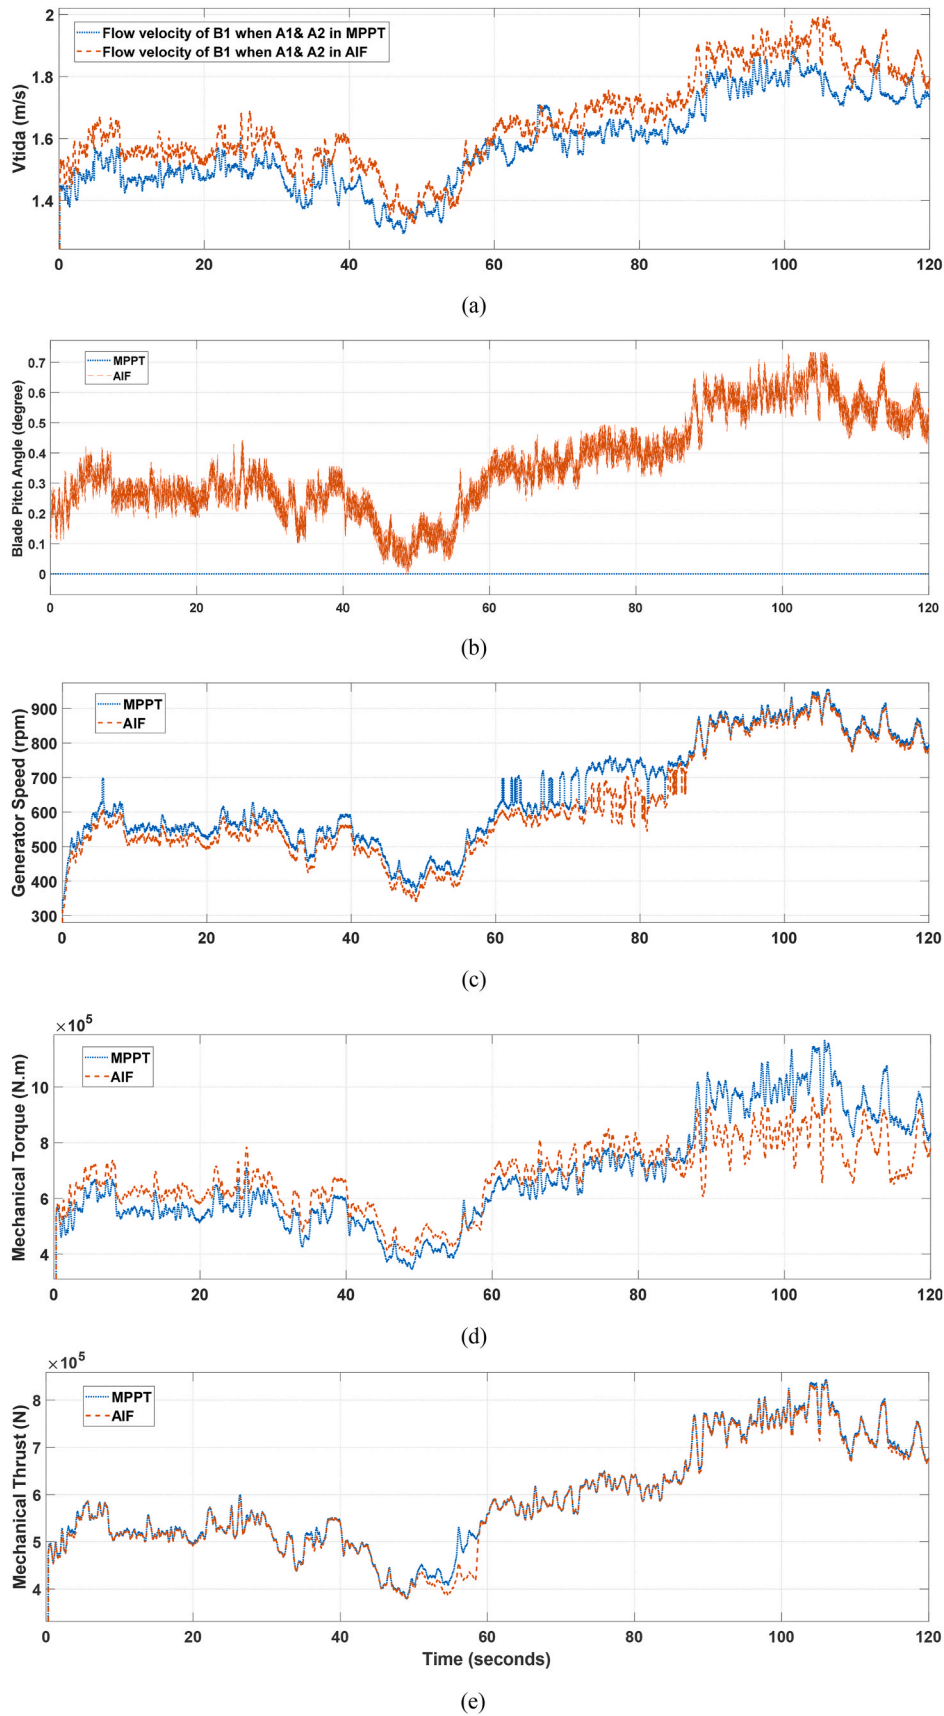 Flow velocity of B1 when A1& A2 in MPPT
Flow velocity of B1 when A1& A2 in AIF
Vtida (m/s)
2
1.8
1.6
1.4
0 20 40 60 80 100 120
(a)
MPPT
AIF
Blade Pitch Angle (degree)
0.7
0.6
0.5
0.4
0.3
0.2
0.1
0
0 20 40 60 80 100 120
(b)
MPPT
AIF
Generator Speed (rpm)
900
800
700
600
500
400
300
0 20 40 60 80 100 120
(c)
×10^5
MPPT
AIF
Mechanical Torque (N.m)
10
8
6
4
0 20 40 60 80 100 120
(d)
×10^5
MPPT
AIF
Mechanical Thrust (N)
8
7
6
5
4
0 20 40 60 80 100 120
Time (seconds)
(e)